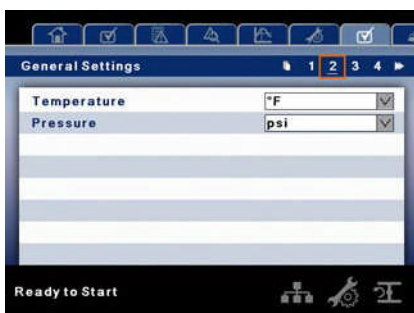 General Settings 1 2 3 4
Temperature °F
Pressure psi
Ready to Start